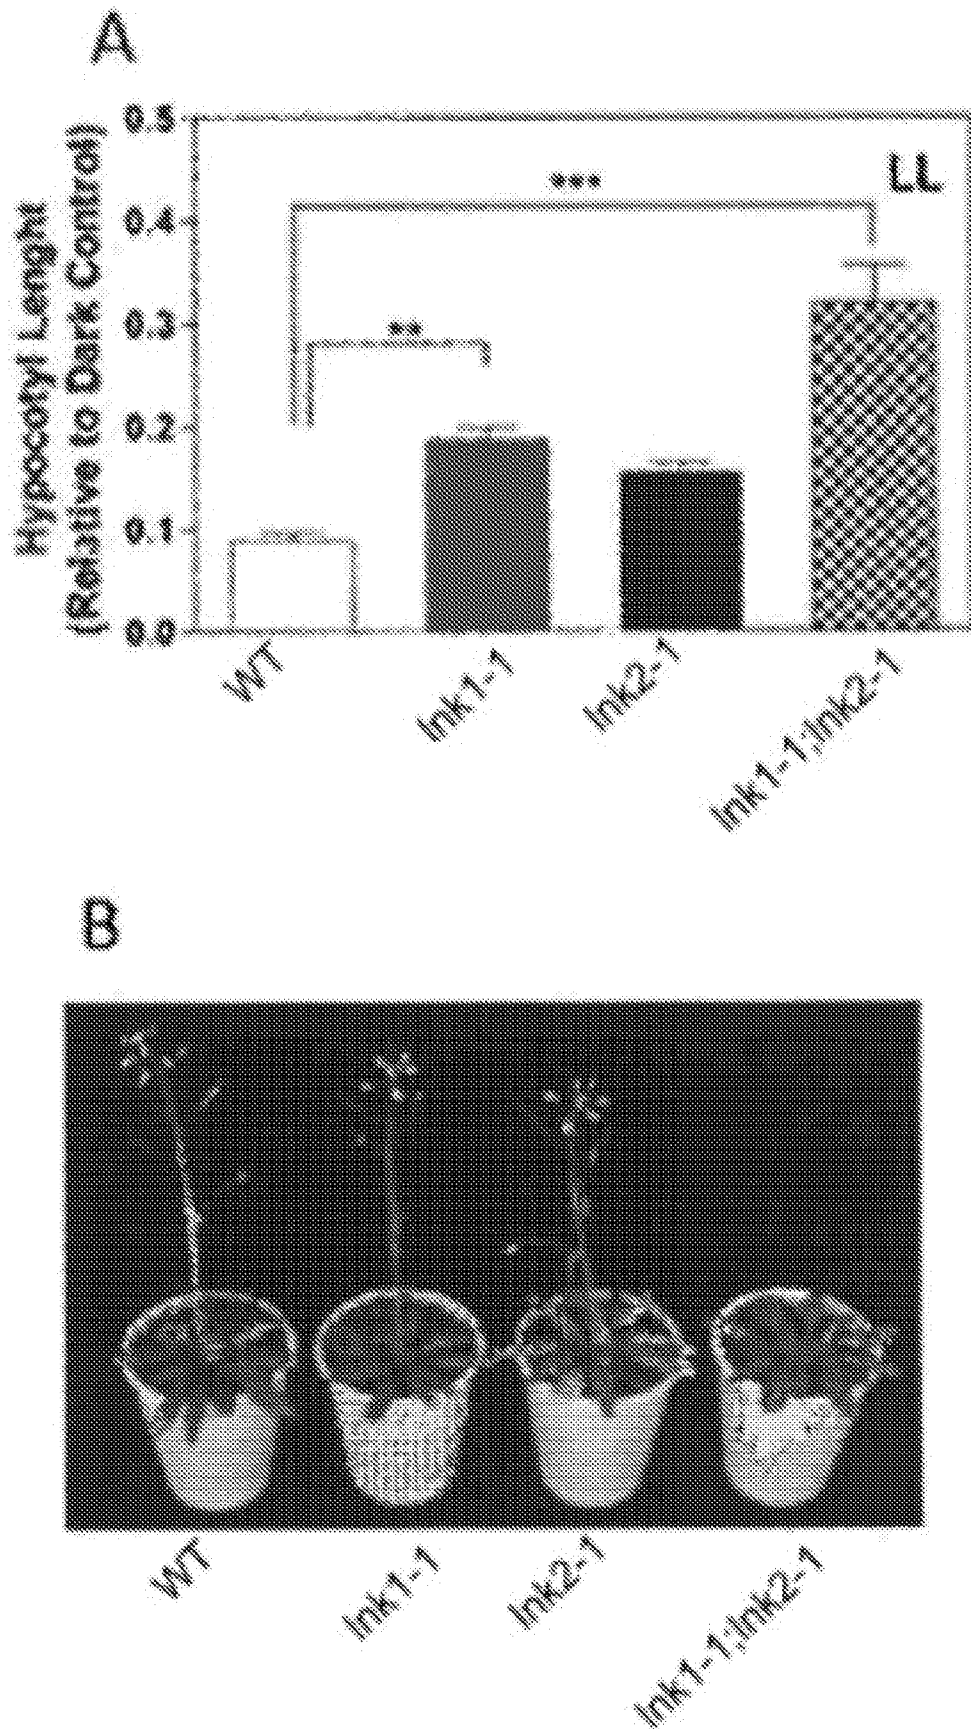 A
Hypocotyl Lenght
(Relative to Dark Control)
0.5
0.4
0.3
0.2
0.1
0.0
***
**
LL
WT
lnk1-1
lnk2-1
lnk1-1;lnk2-1
B
WT
lnk1-1
lnk2-1
lnk1-1;lnk2-1